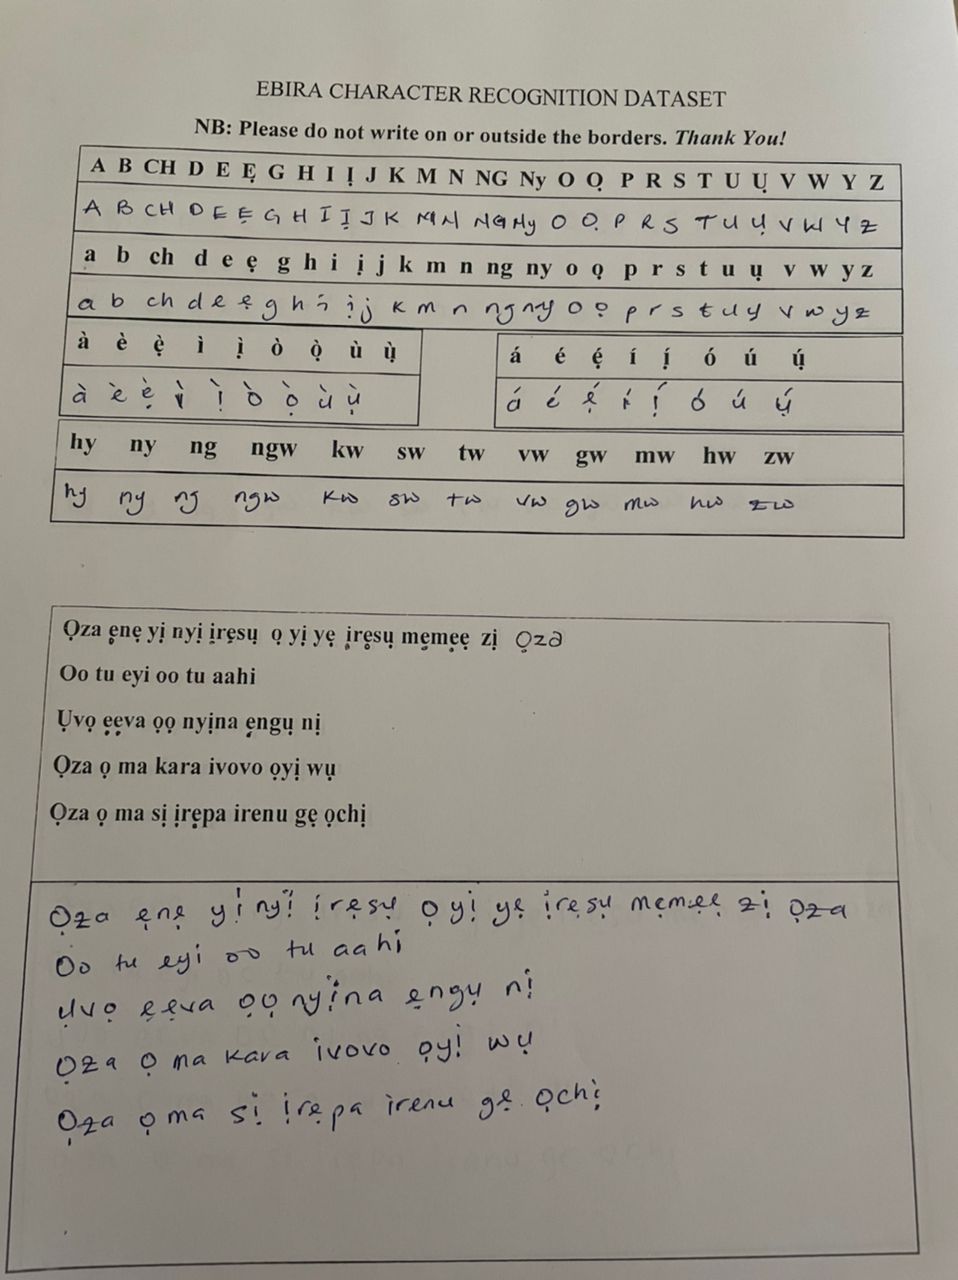 EBIRA CHARACTER RECOGNITION DATASET
NB: Please do not write on or outside the borders. Thank You!
A B CH D E Ẹ G H I Ị J K M N NG Ny O Ọ P R S T U Ụ V W Y Z
A B CH D E Ẹ G H I Ị J K M N NG Ny O Ọ P R S T U Ụ V W Y Z
a b ch d e ẹ g h i ị j k m n ng ny o ọ p r s t u ụ v w y z
a b ch d e ẹ g h i ị j k m n ng ny o ọ p r s t u ụ v w y z
à è ẹ̀ ì ị̀ ò ọ̀ ù ụ̀
à è ẹ̀ ì ị̀ ò ọ̀ ù ụ̀
á é ẹ́ í ị́ ó ú ụ́
á é ẹ́ í ị́ ó ú ụ́
hy ny ng ngw kw sw tw vw gw mw hw zw
hy ny ng ngw kw sw tw vw gw mw hw zw
Ọza ẹnẹ yị nyị ịrẹsụ ọ yị yẹ ịrẹsụ mẹmẹẹ zị ọza
Oo tu eyi oo tu aahi
Ụvọ ẹẹva ọọ nyịna ẹngụ nị
Ọza ọ ma kara ivovo ọyị wụ
Ọza ọ ma sị ịrẹpa irenu gẹ ọchị
Ọza ẹnẹ yị nyị ịrẹsụ ọ yị yẹ ịrẹsụ mẹmẹẹ zị ọza
Oo tu eyi oo tu aahi
Ụvọ ẹẹva ọọ nyịna ẹngụ nị
Ọza ọ ma kara ivovo ọyị wụ
Ọza ọ ma sị ịrẹpa irenu gẹ ọchị